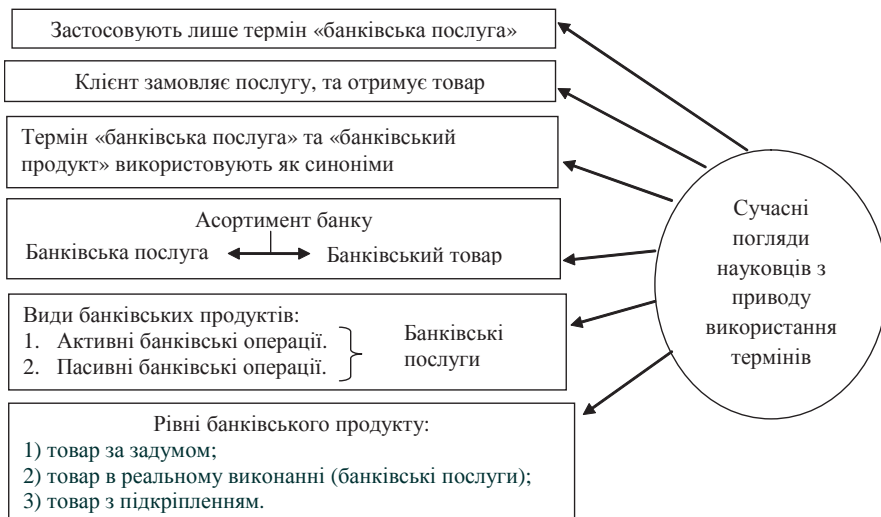 Застосовують лише термін «банківська послуга»
Клієнт замовляє послугу, та отримує товар
Термін «банківська послуга» та «банківський
продукт» використовують як синоніми
Асортимент банку
Банківська послуга
Банківський товар
Види банківських продуктів:
1. Активні банківські операції.
2. Пасивні банківські операції.
Банківські
послуги
Рівні банківського продукту:
1) товар за задумом;
2) товар в реальному виконанні (банківські послуги);
3) товар з підкріпленням.
Сучасні
погляди
науковців з
приводу
використання
термінів